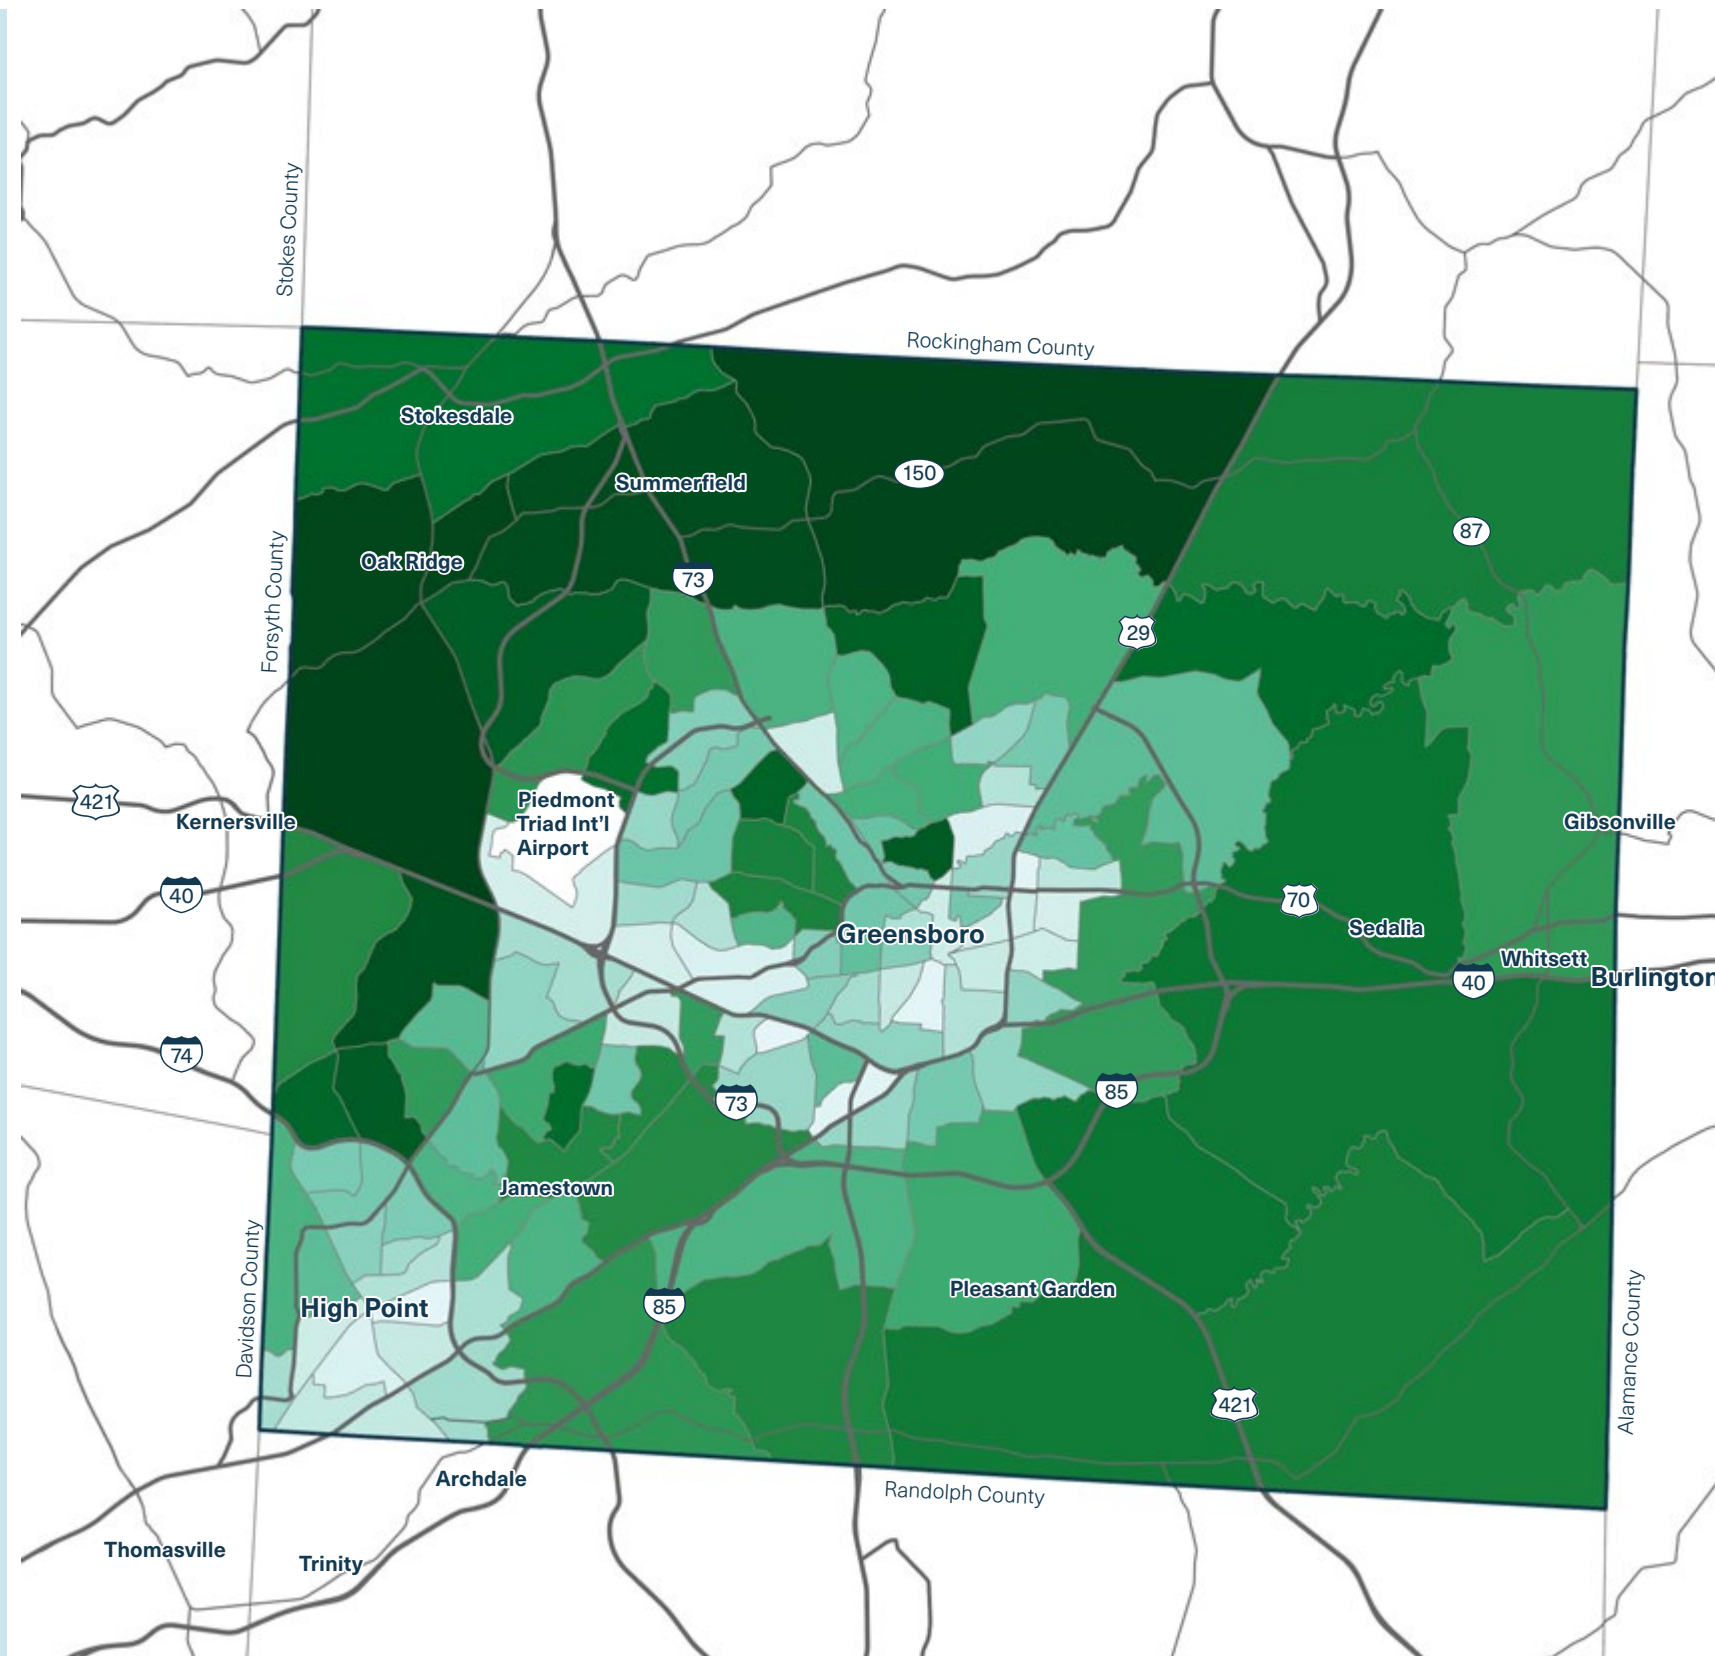 Stokes County
Rockingham County
Stokesdale
Summerfield
150
87
Oak Ridge
Forsyth County
73
29
421
Kernersville
Piedmont
Triad Int'l
Airport
Gibsonville
40
70
Greensboro
Sedalia
Whitsett
40
Burlington
74
73
85
Jamestown
Davidson County
High Point
85
Pleasant Garden
Alamance County
421
Archdale
Randolph County
Thomasville
Trinity